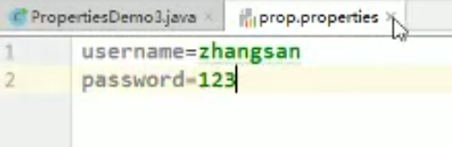 PropertiesDemo3.java prop.properties
1 username=zhangsan
2 password=123